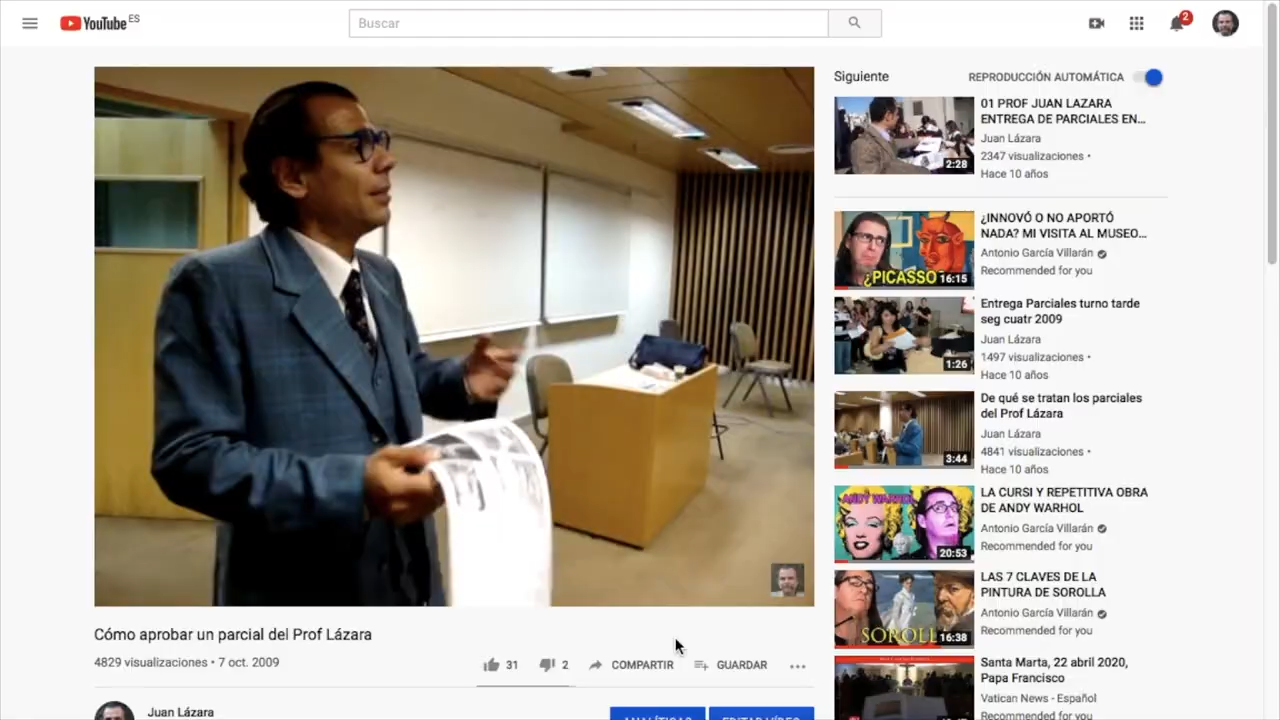 YouTube ES
Buscar
2
Siguiente
REPRODUCCIÓN AUTOMÁTICA
01 PROF JUAN LAZARA
ENTREGA DE PARCIALES EN...
Juan Lázara
2347 visualizaciones •
Hace 10 años
2:28
¿INNOVÓ O NO APORTÓ
NADA? MI VISITA AL MUSEO...
Antonio García Villarán
Recommended for you
¿PICASSO
16:15
Entrega Parciales turno tarde
seg cuatr 2009
Juan Lázara
1497 visualizaciones •
Hace 10 años
1:26
De qué se tratan los parciales
del Prof Lázara
Juan Lázara
4841 visualizaciones •
Hace 10 años
3:44
LA CURSI Y REPETITIVA OBRA
DE ANDY WARHOL
Antonio García Villarán
Recommended for you
ANDY WARHOL
20:53
LAS 7 CLAVES DE LA
PINTURA DE SOROLLA
Antonio García Villarán
Recommended for you
SOROLL
16:38
Santa Marta, 22 abril 2020,
Papa Francisco
Vatican News - Español
Recommended for you
Cómo aprobar un parcial del Prof Lázara
4829 visualizaciones • 7 oct. 2009
31
2
COMPARTIR
GUARDAR
Juan Lázara
ANALÍTICAS
EDITAR VÍDEO